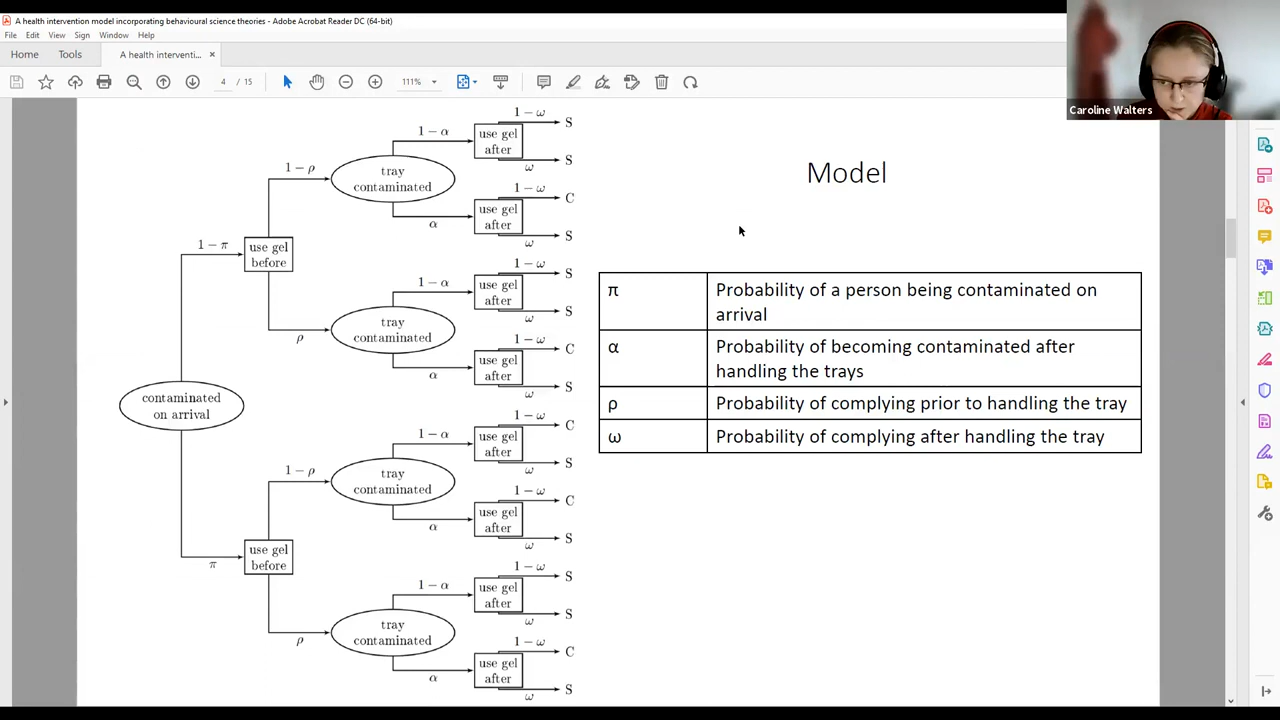 A health intervention model incorporating behavioural science theories - Adobe Acrobat Reader DC (64-bit)
File Edit View Sign Window Help
Home Tools A health interventi... ×
4 / 15 111%
Caroline Walters
Model
contaminated
on arrival
1 − π
π
use gel
before
1 − ρ
ρ
use gel
before
1 − ρ
ρ
tray
contaminated
1 − α
α
tray
contaminated
1 − α
α
tray
contaminated
1 − α
α
tray
contaminated
1 − α
α
use gel
after
1 − ω
S
ω
S
use gel
after
1 − ω
C
ω
S
use gel
after
1 − ω
S
ω
S
use gel
after
1 − ω
C
ω
S
use gel
after
1 − ω
C
ω
S
use gel
after
1 − ω
C
ω
S
use gel
after
1 − ω
S
ω
S
use gel
after
1 − ω
C
ω
S
π Probability of a person being contaminated on
arrival
α Probability of becoming contaminated after
handling the trays
ρ Probability of complying prior to handling the tray
ω Probability of complying after handling the tray